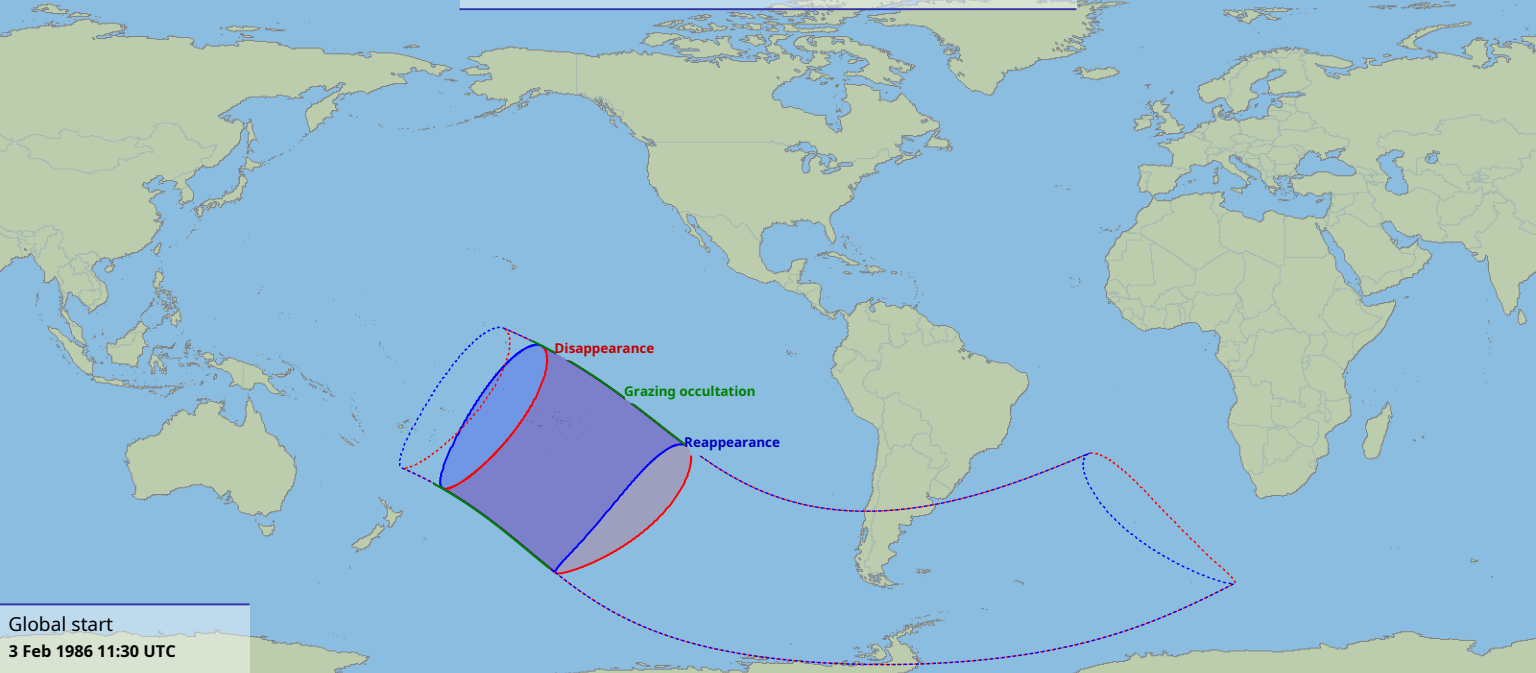 Disappearance
Grazing occultation
Reappearance
Global start
3 Feb 1986 11:30 UTC